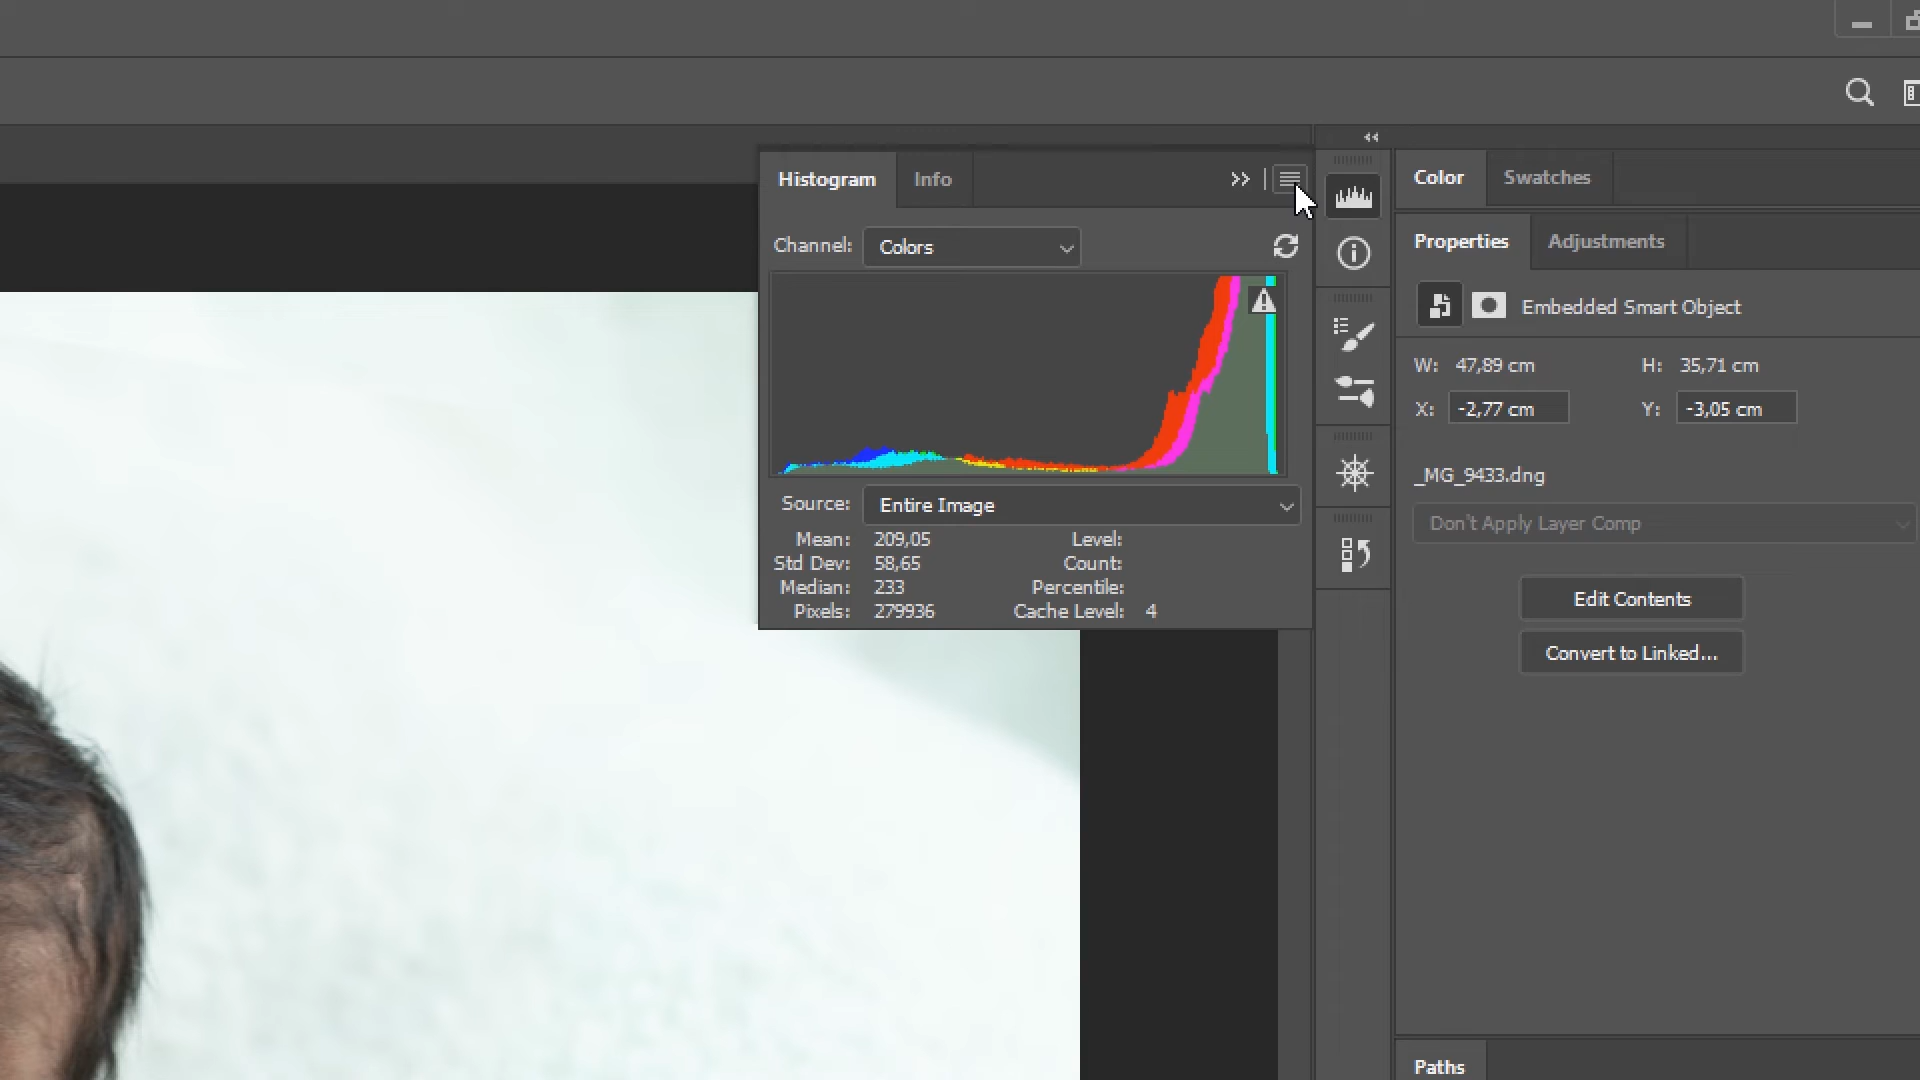 Histogram
Info
Channel:
Colors
Source:
Entire Image
Mean: 209,05
Level:
Std Dev: 58,65
Count:
Median: 233
Percentile:
Pixels: 279936
Cache Level: 4
Color
Swatches
Properties
Adjustments
Embedded Smart Object
W: 47,89 cm
H: 35,71 cm
X: -2,77 cm
Y: -3,05 cm
_MG_9433.dng
Don't Apply Layer Comp
Edit Contents
Convert to Linked...
Paths